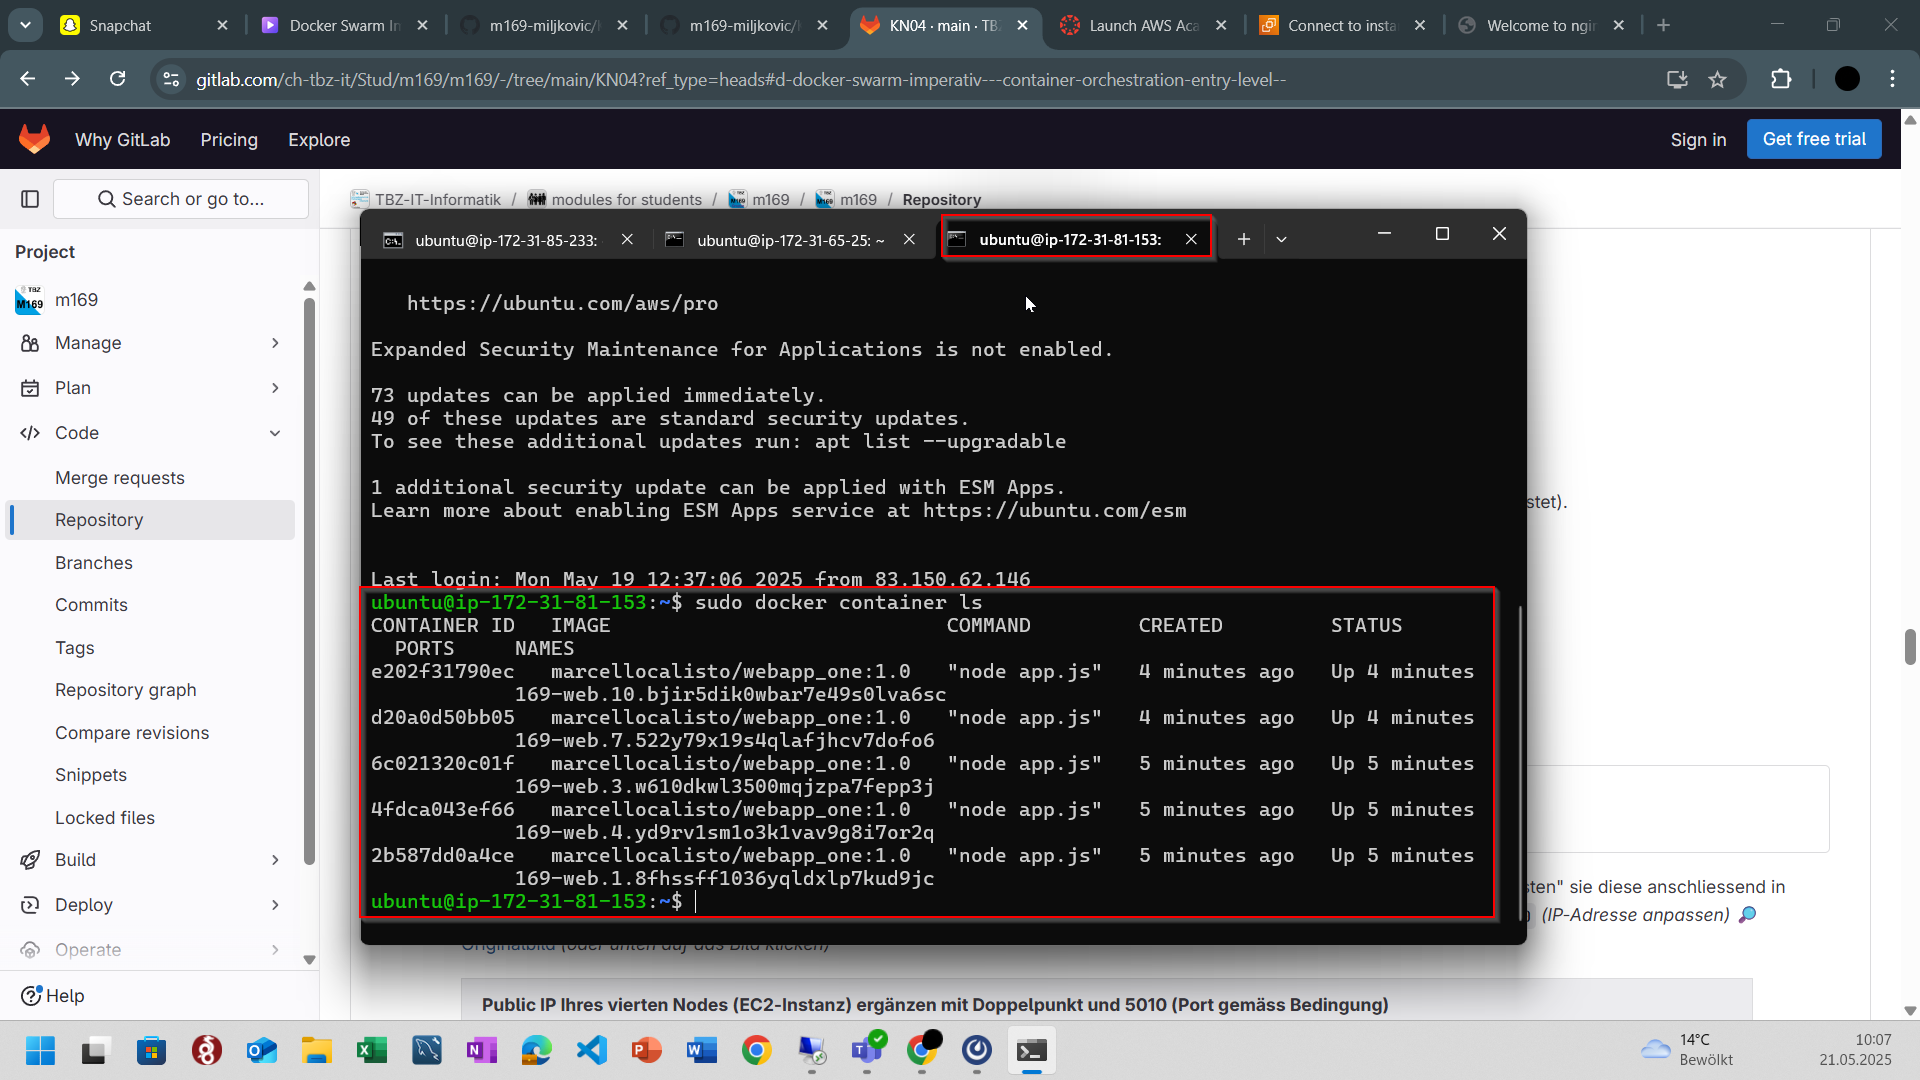 Snapchat
Docker Swarm In
m169-miljkovic/
m169-miljkovic/
KN04 · main · TB
Launch AWS Aca
Connect to insta
Welcome to ngi
gitlab.com/ch-tbz-it/Stud/m169/m169/-/tree/main/KN04?ref_type=heads#d-docker-swarm-imperativ---container-orchestration-entry-level--
Why GitLab
Pricing
Explore
Sign in
Get free trial
Search or go to...
TBZ-IT-Informatik / modules for students / m169 / m169 / Repository
Project
m169
Manage
Plan
Code
Merge requests
Repository
Branches
Commits
Tags
Repository graph
Compare revisions
Snippets
Locked files
Build
Deploy
Operate
Help
ubuntu@ip-172-31-85-233:
ubuntu@ip-172-31-65-25: ~
ubuntu@ip-172-31-81-153:
https://ubuntu.com/aws/pro
Expanded Security Maintenance for Applications is not enabled.
73 updates can be applied immediately.
49 of these updates are standard security updates.
To see these additional updates run: apt list --upgradable
1 additional security update can be applied with ESM Apps.
Learn more about enabling ESM Apps service at https://ubuntu.com/esm
Last login: Mon May 19 12:37:06 2025 from 83.150.62.146
ubuntu@ip-172-31-81-153:~$ sudo docker container ls
CONTAINER ID   IMAGE                            COMMAND         CREATED         STATUS
  PORTS     NAMES
e202f31790ec   marcellocalisto/webapp_one:1.0   "node app.js"   4 minutes ago   Up 4 minutes
            169-web.10.bjir5dik0wbar7e49s0lva6sc
d20a0d50bb05   marcellocalisto/webapp_one:1.0   "node app.js"   4 minutes ago   Up 4 minutes
            169-web.7.522y79x19s4qlafjhcv7dofo6
6c021320c01f   marcellocalisto/webapp_one:1.0   "node app.js"   5 minutes ago   Up 5 minutes
            169-web.3.w610dkwl3500mqjzpa7fepp3j
4fdca043ef66   marcellocalisto/webapp_one:1.0   "node app.js"   5 minutes ago   Up 5 minutes
            169-web.4.yd9rv1sm1o3k1vav9g8i7or2q
2b587dd0a4ce   marcellocalisto/webapp_one:1.0   "node app.js"   5 minutes ago   Up 5 minutes
            169-web.1.8fhssff1036yqldxlp7kud9jc
ubuntu@ip-172-31-81-153:~$
stet).
sten" sie diese anschliessend in
(IP-Adresse anpassen)
Originalbild (oder unten auf das Bild klicken)
Public IP Ihres vierten Nodes (EC2-Instanz) ergänzen mit Doppelpunkt und 5010 (Port gemäss Bedingung)
14°C
Bewölkt
10:07
21.05.2025